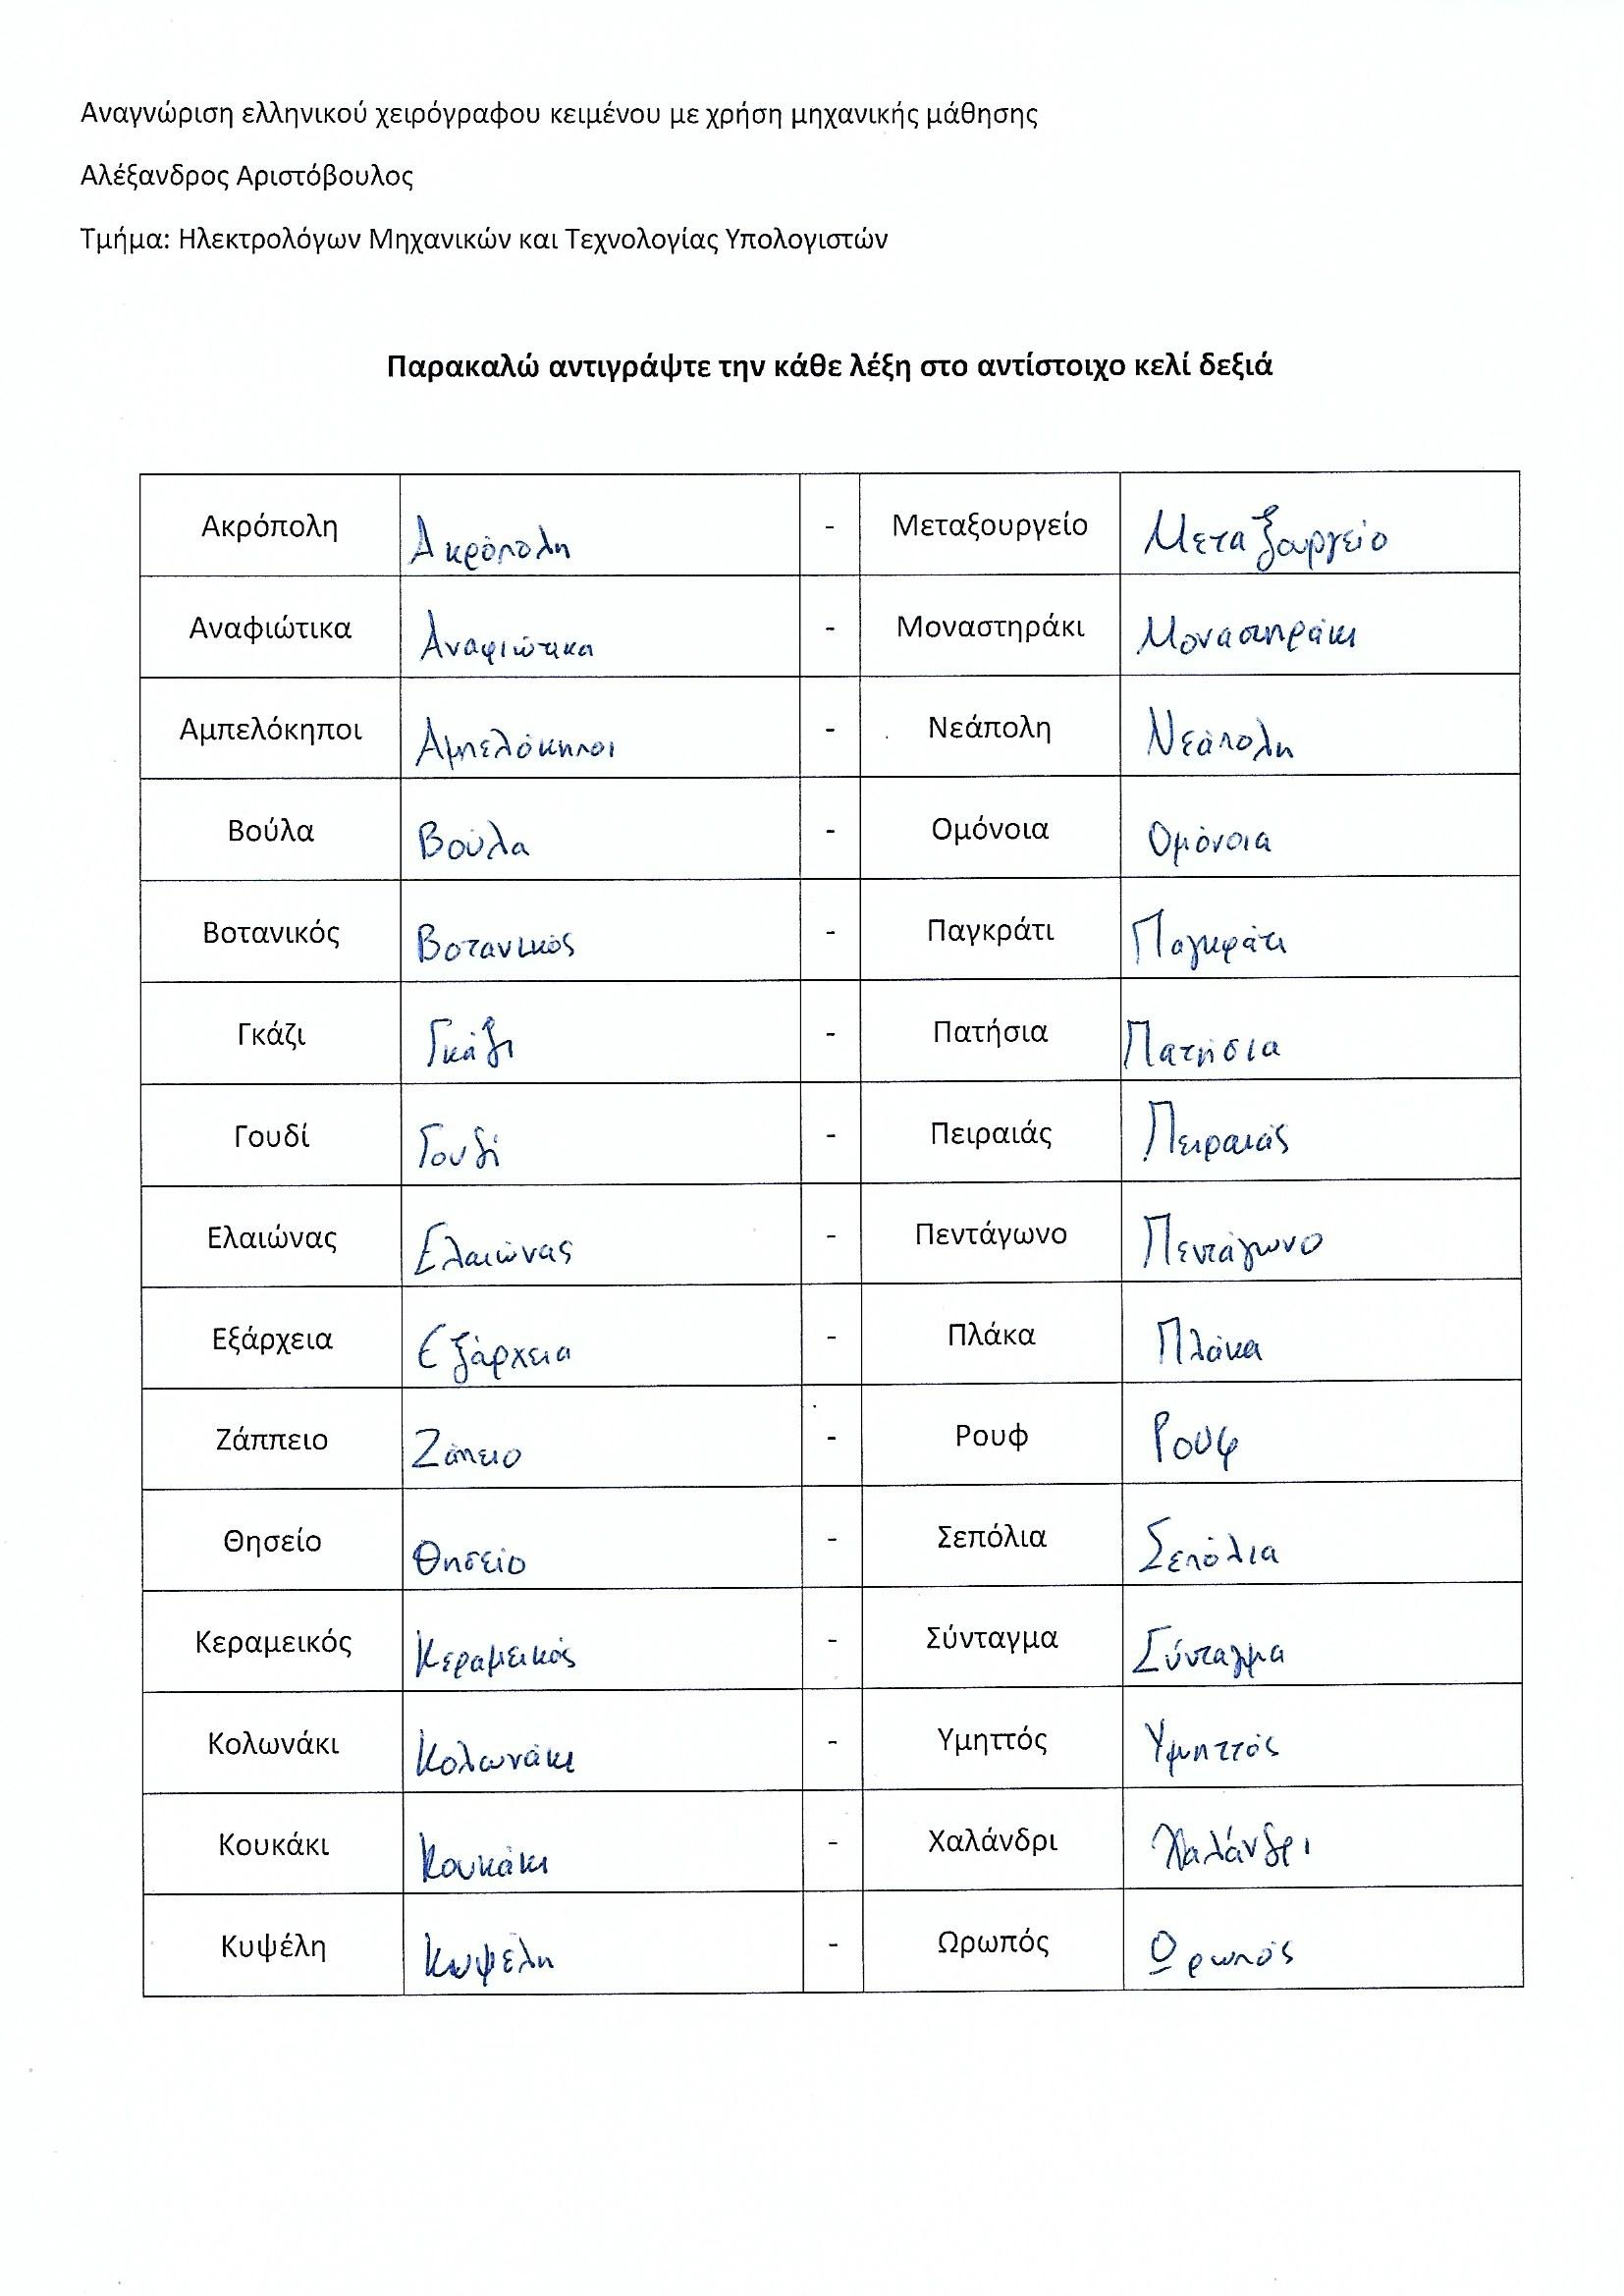 Αναγνώριση ελληνικού χειρόγραφου κειμένου με χρήση μηχανικής μάθησης
Αλέξανδρος Αριστόβουλος
Τμήμα: Ηλεκτρολόγων Μηχανικών και Τεχνολογίας Υπολογιστών
Παρακαλώ αντιγράψτε την κάθε λέξη στο αντίστοιχο κελί δεξιά
Ακρόπολη Ακρόπολη - Μεταξουργείο Μεταξουργείο
Αναφιώτικα Αναφιώτικα - Μοναστηράκι Μοναστηράκι
Αμπελόκηποι Αμπελόκηποι - Νεάπολη Νεάπολη
Βούλα Βούλα - Ομόνοια Ομόνοια
Βοτανικός Βοτανικός - Παγκράτι Παγκράτι
Γκάζι Γκάζι - Πατήσια Πατήσια
Γουδί Γουδί - Πειραιάς Πειραιάς
Ελαιώνας Ελαιώνας - Πεντάγωνο Πεντάγωνο
Εξάρχεια Εξάρχεια - Πλάκα Πλάκα
Ζάππειο Ζάπειο - Ρουφ Ρουφ
Θησείο Θησείο - Σεπόλια Σεπόλια
Κεραμεικός Κεραμεικός - Σύνταγμα Σύνταγμα
Κολωνάκι Κολωνάκι - Υμηττός Υμηττός
Κουκάκι Κουκάκι - Χαλάνδρι Χαλάνδρι
Κυψέλη Κυψέλη - Ωρωπός Ωρωπός